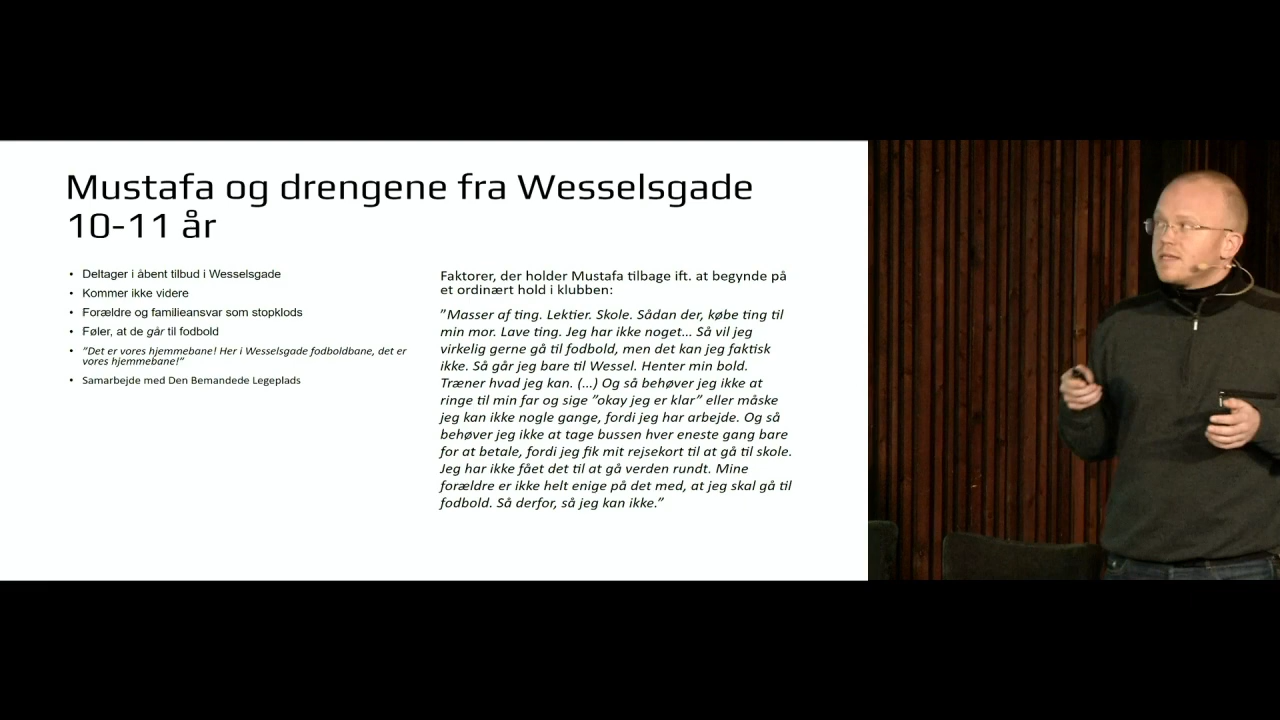 Mustafa og drengene fra Wesselsgade
10-11 år
• Deltager i åbent tilbud i Wesselsgade
• Kommer ikke videre
• Forældre og familieansvar som stopklods
• Føler, at de går til fodbold
• ”Det er vores hjemmebane! Her i Wesselsgade fodboldbane, det er
vores hjemmebane!”
• Samarbejde med Den Bemandede Legeplads
Faktorer, der holder Mustafa tilbage ift. at begynde på
et ordinært hold i klubben:
”Masser af ting. Lektier. Skole. Sådan der, købe ting til
min mor. Lave ting. Jeg har ikke noget... Så vil jeg
virkelig gerne gå til fodbold, men det kan jeg faktisk
ikke. Så går jeg bare til Wessel. Henter min bold.
Træner hvad jeg kan. (...) Og så behøver jeg ikke at
ringe til min far og sige ”okay jeg er klar” eller måske
jeg kan ikke nogle gange, fordi jeg har arbejde. Og så
behøver jeg ikke at tage bussen hver eneste gang bare
for at betale, fordi jeg fik mit rejsekort til at gå til skole.
Jeg har ikke fået det til at gå verden rundt. Mine
forældre er ikke helt enige på det med, at jeg skal gå til
fodbold. Så derfor, så jeg kan ikke.”